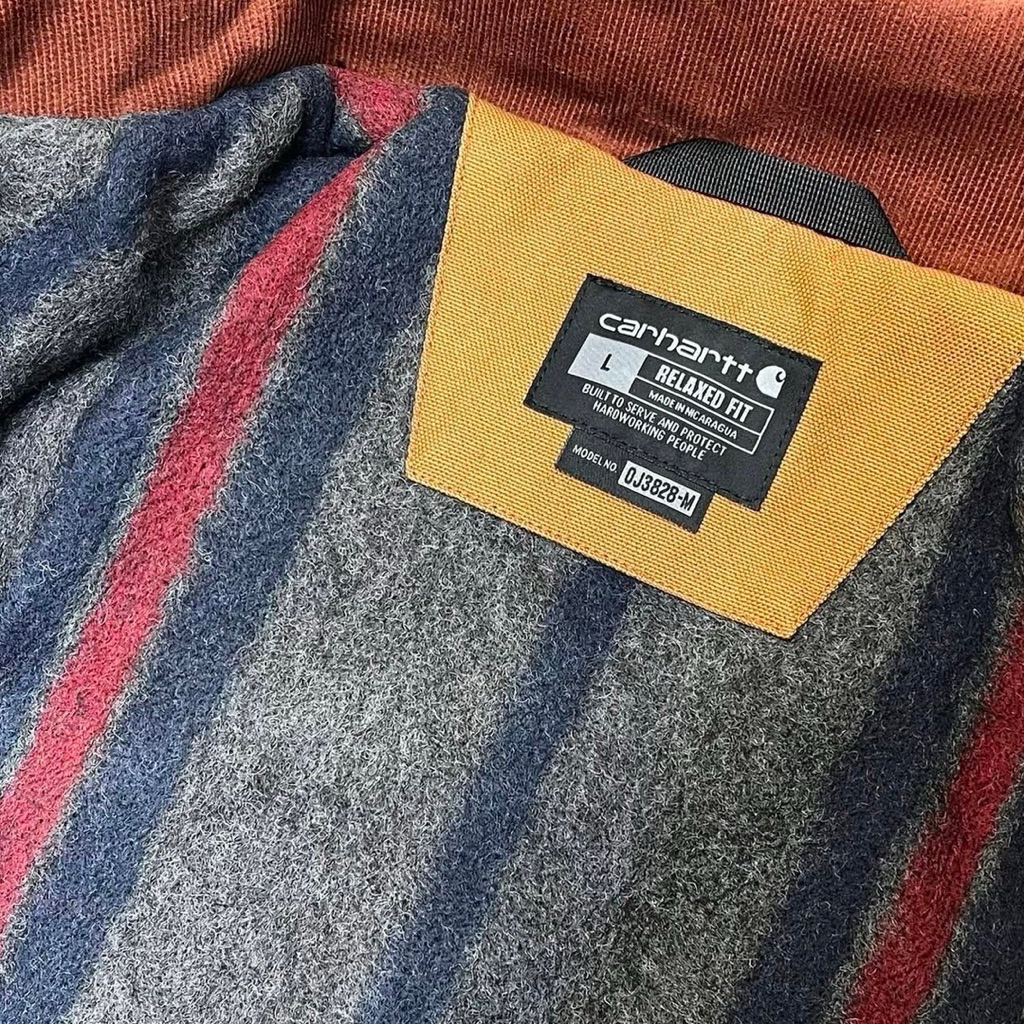 carhartt
L RELAXED FIT
MADE IN NICARAGUA
BUILT TO SERVE AND PROTECT
HARDWORKING PEOPLE
MODEL NO. OJ3828-M